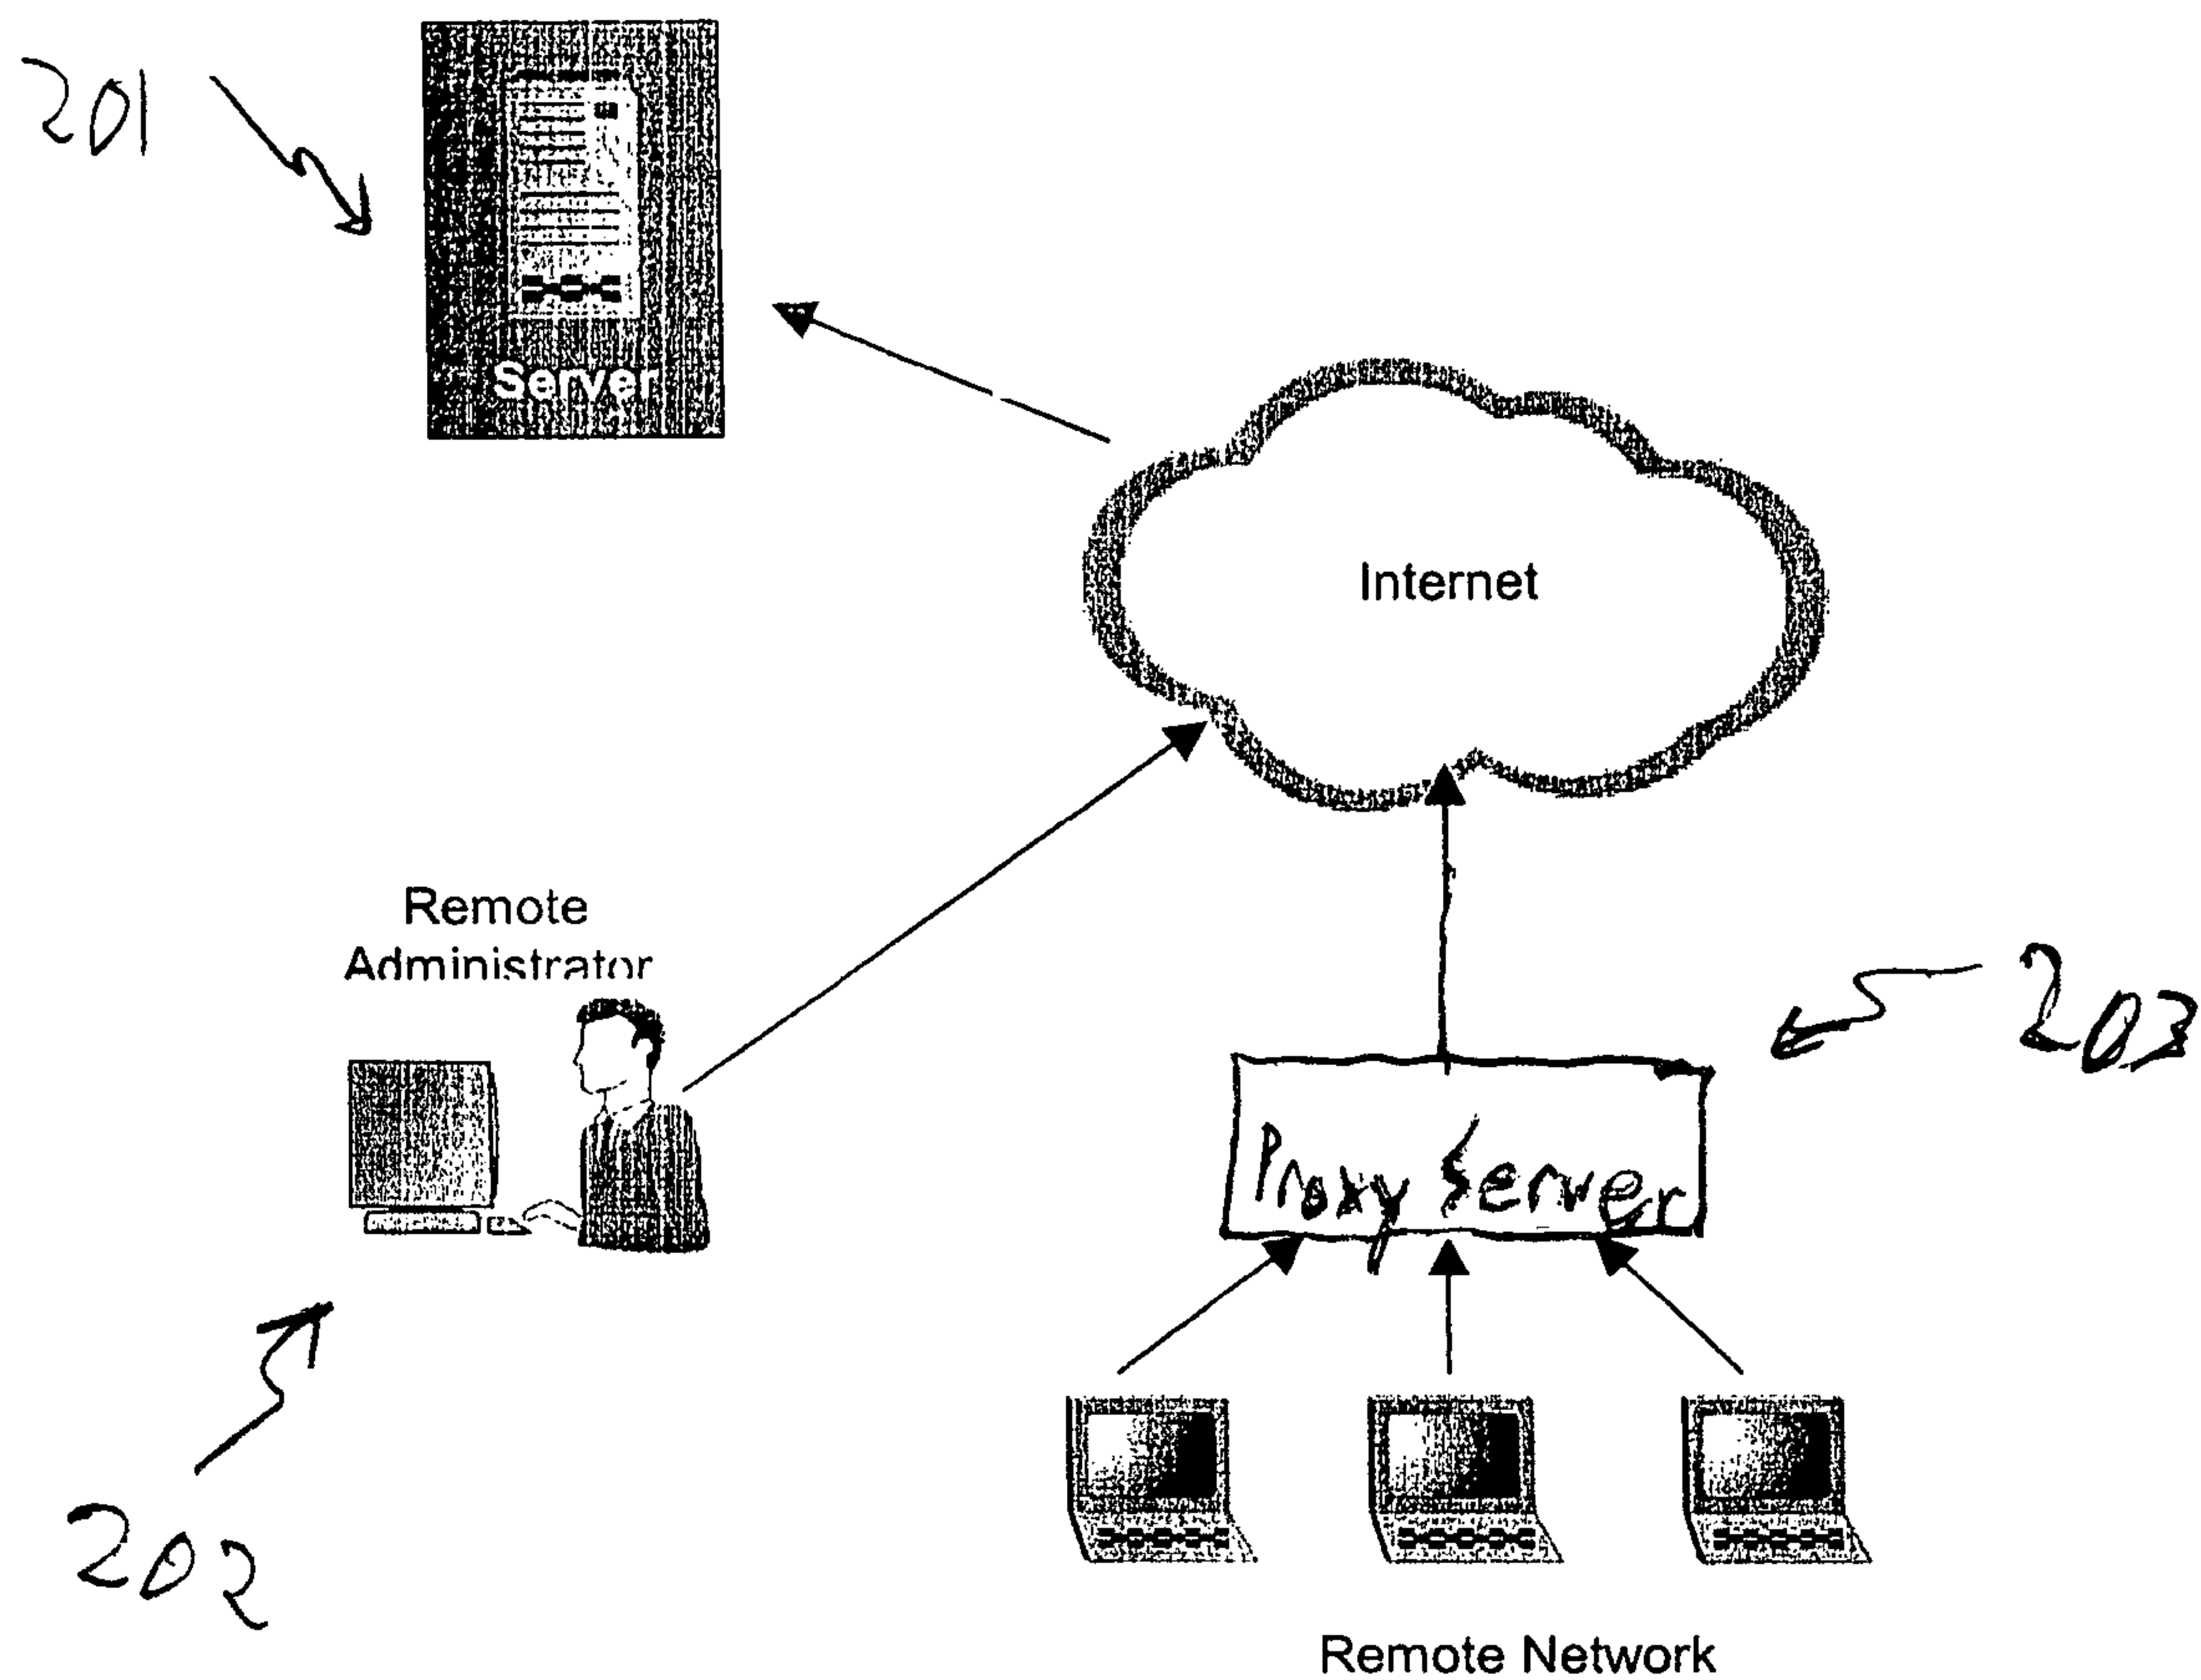 201
Server
Internet
Remote
Administrator
203
Proxy Server
202
Remote Network